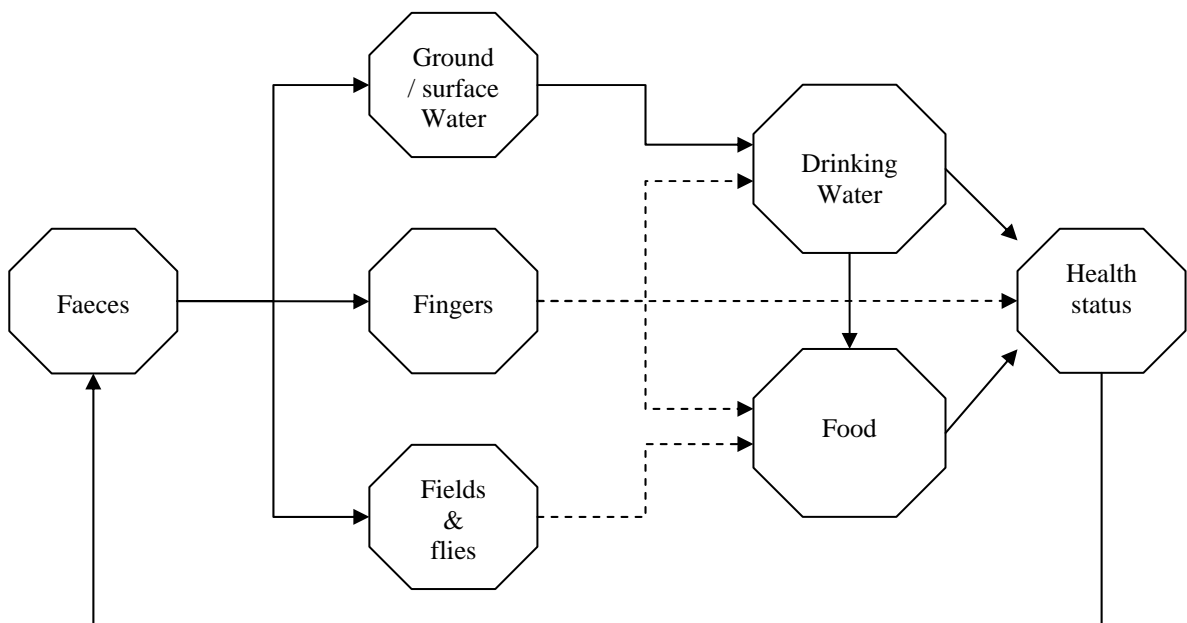 Ground
/ surface
Water
Drinking
Water
Health
status
Faeces
Fingers
Food
Fields
&
flies